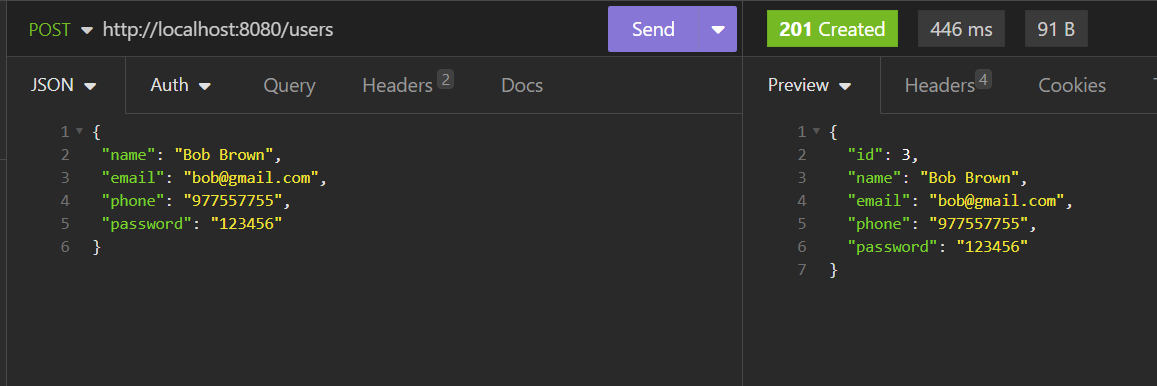 POST http://localhost:8080/users Send 201 Created 446 ms 91 B
JSON Auth Query Headers 2 Docs Preview Headers 4 Cookies
1 {
2 "name": "Bob Brown",
3 "email": "bob@gmail.com",
4 "phone": "977557755",
5 "password": "123456"
6 }
1 {
2 "id": 3,
3 "name": "Bob Brown",
4 "email": "bob@gmail.com",
5 "phone": "977557755",
6 "password": "123456"
7 }